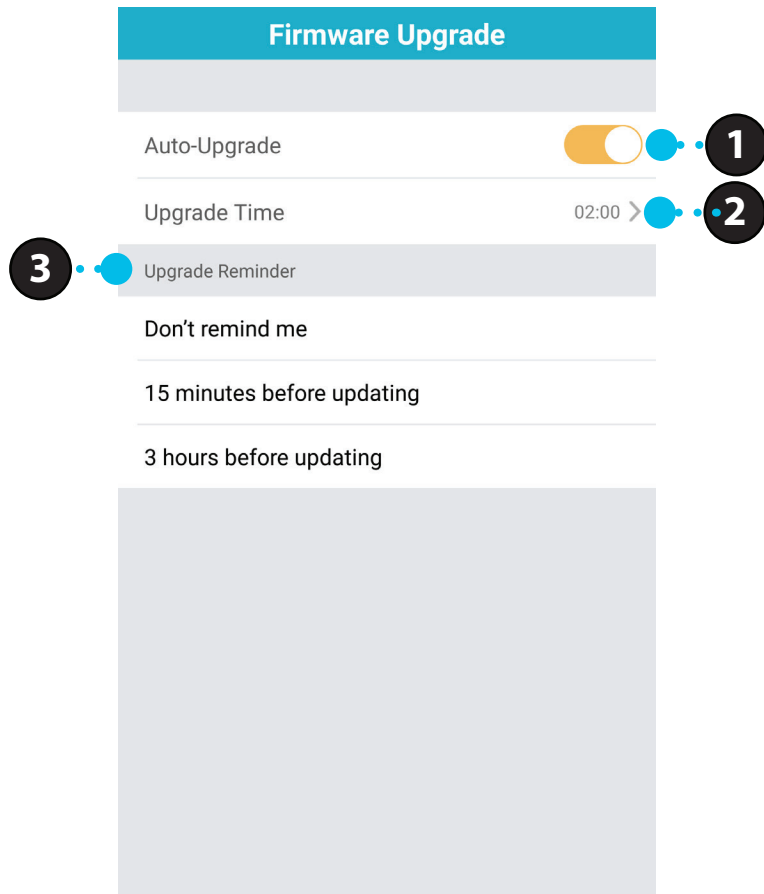 Firmware Upgrade
Auto-Upgrade
1
Upgrade Time 02:00
2
3
Upgrade Reminder
Don’t remind me
15 minutes before updating
3 hours before updating